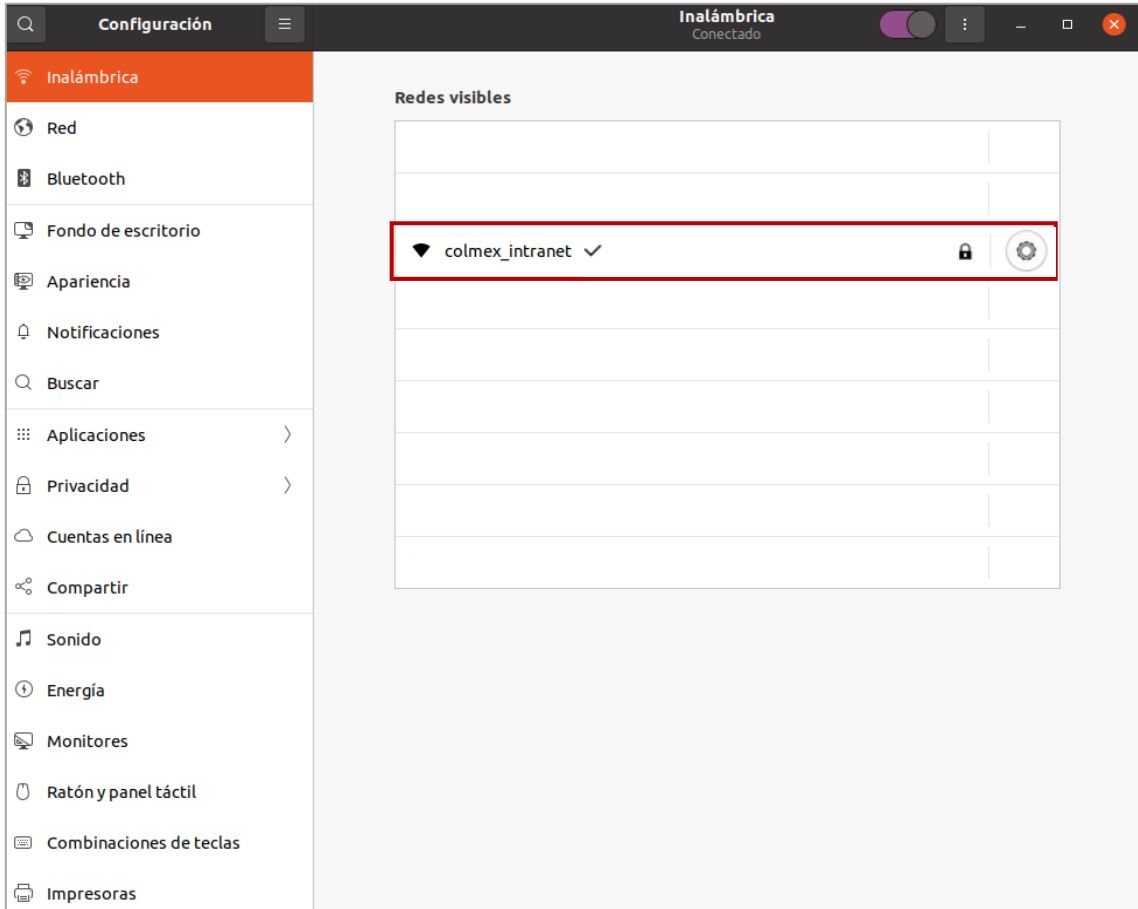 Configuración
Inalámbrica
Conectado
Inalámbrica
Red
Bluetooth
Fondo de escritorio
Apariencia
Notificaciones
Buscar
Aplicaciones
Privacidad
Cuentas en línea
Compartir
Sonido
Energía
Monitores
Ratón y panel táctil
Combinaciones de teclas
Impresoras
Redes visibles
colmex_intranet